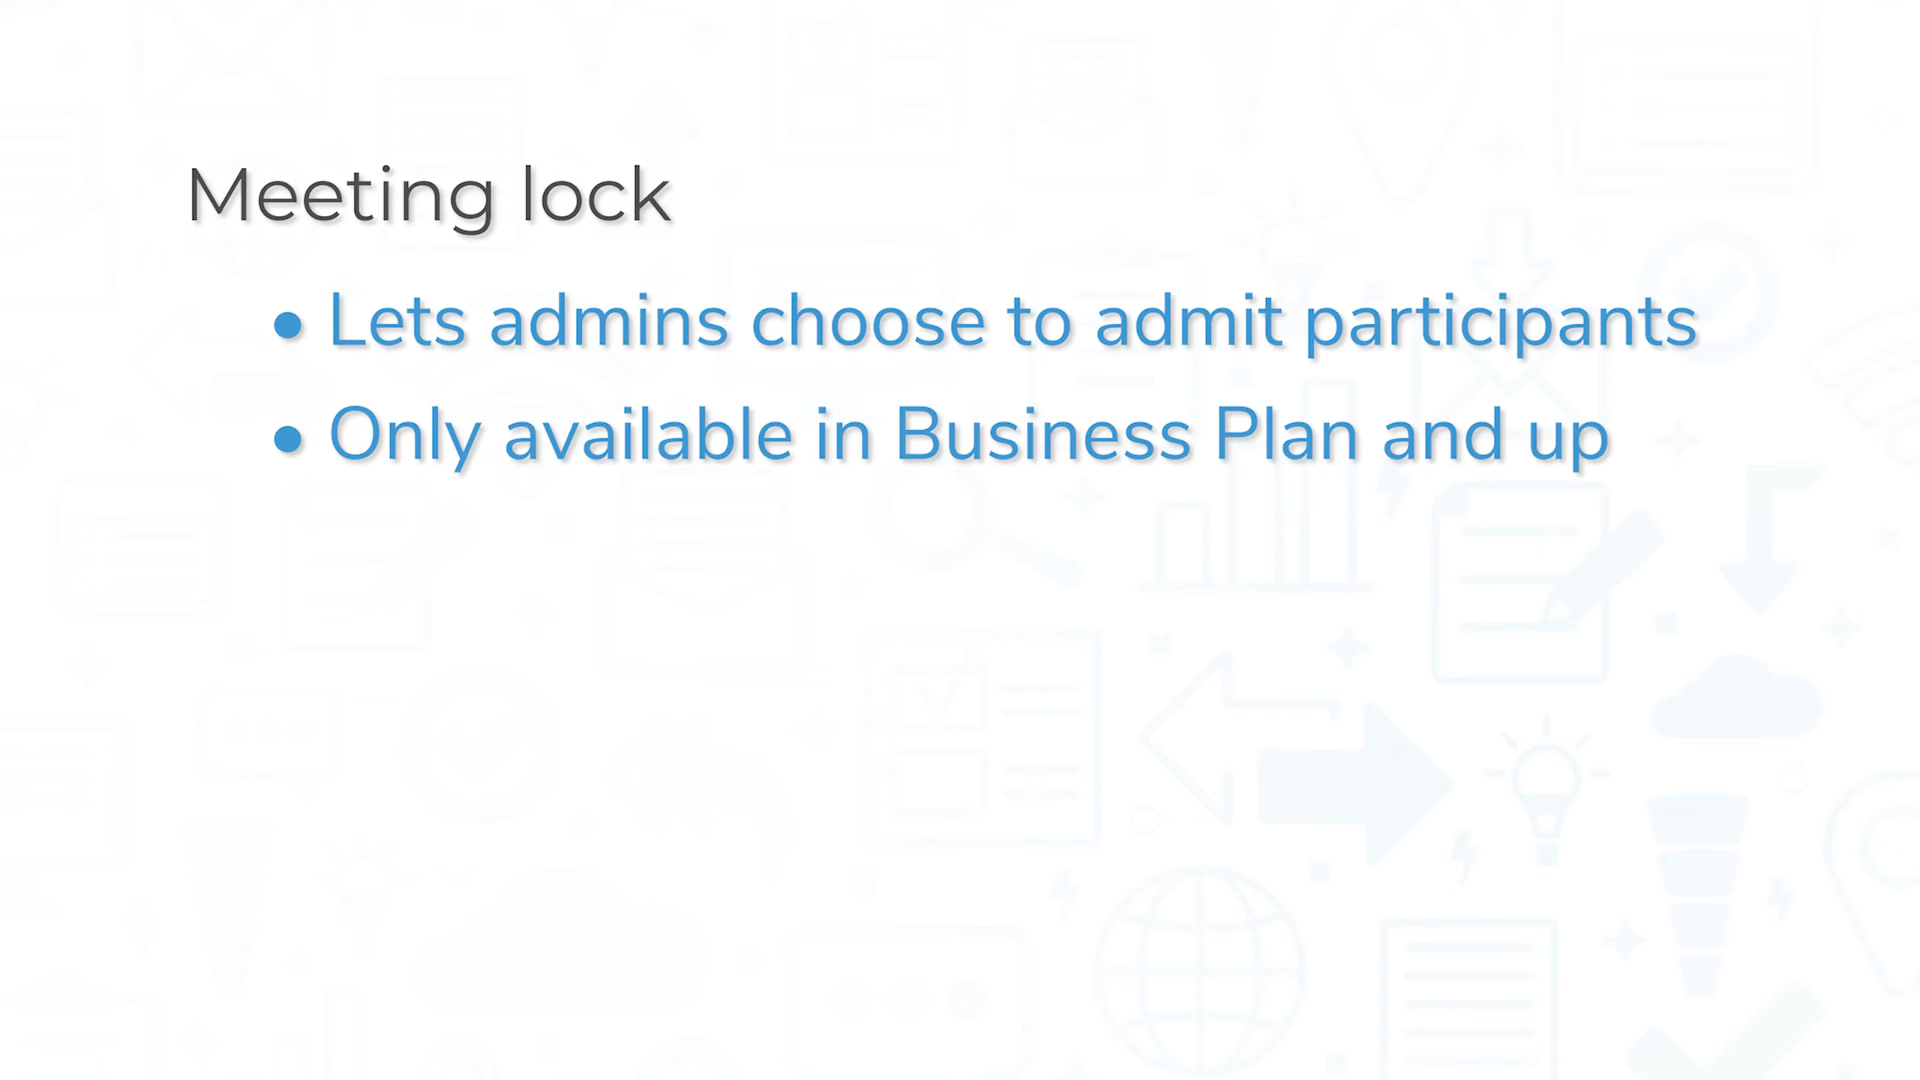 Meeting lock
• Lets admins choose to admit participants
• Only available in Business Plan and up